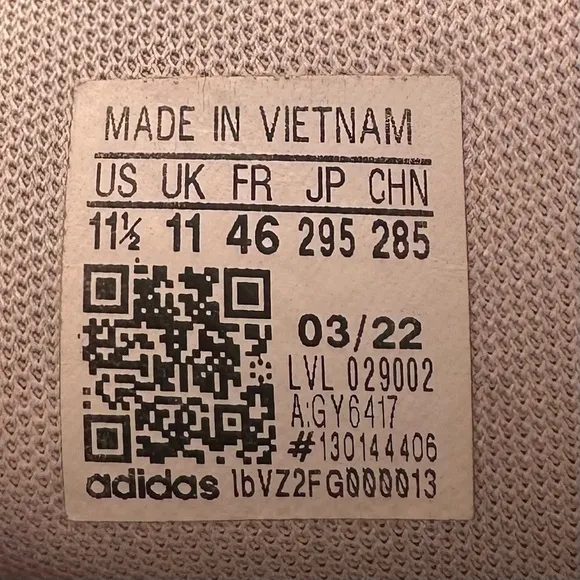 MADE IN VIETNAM
US UK FR JP CHN
11½ 11 46 295 285
03/22
LVL 029002
A:GY6417
#130144406
adidas lbVZ2FG000013